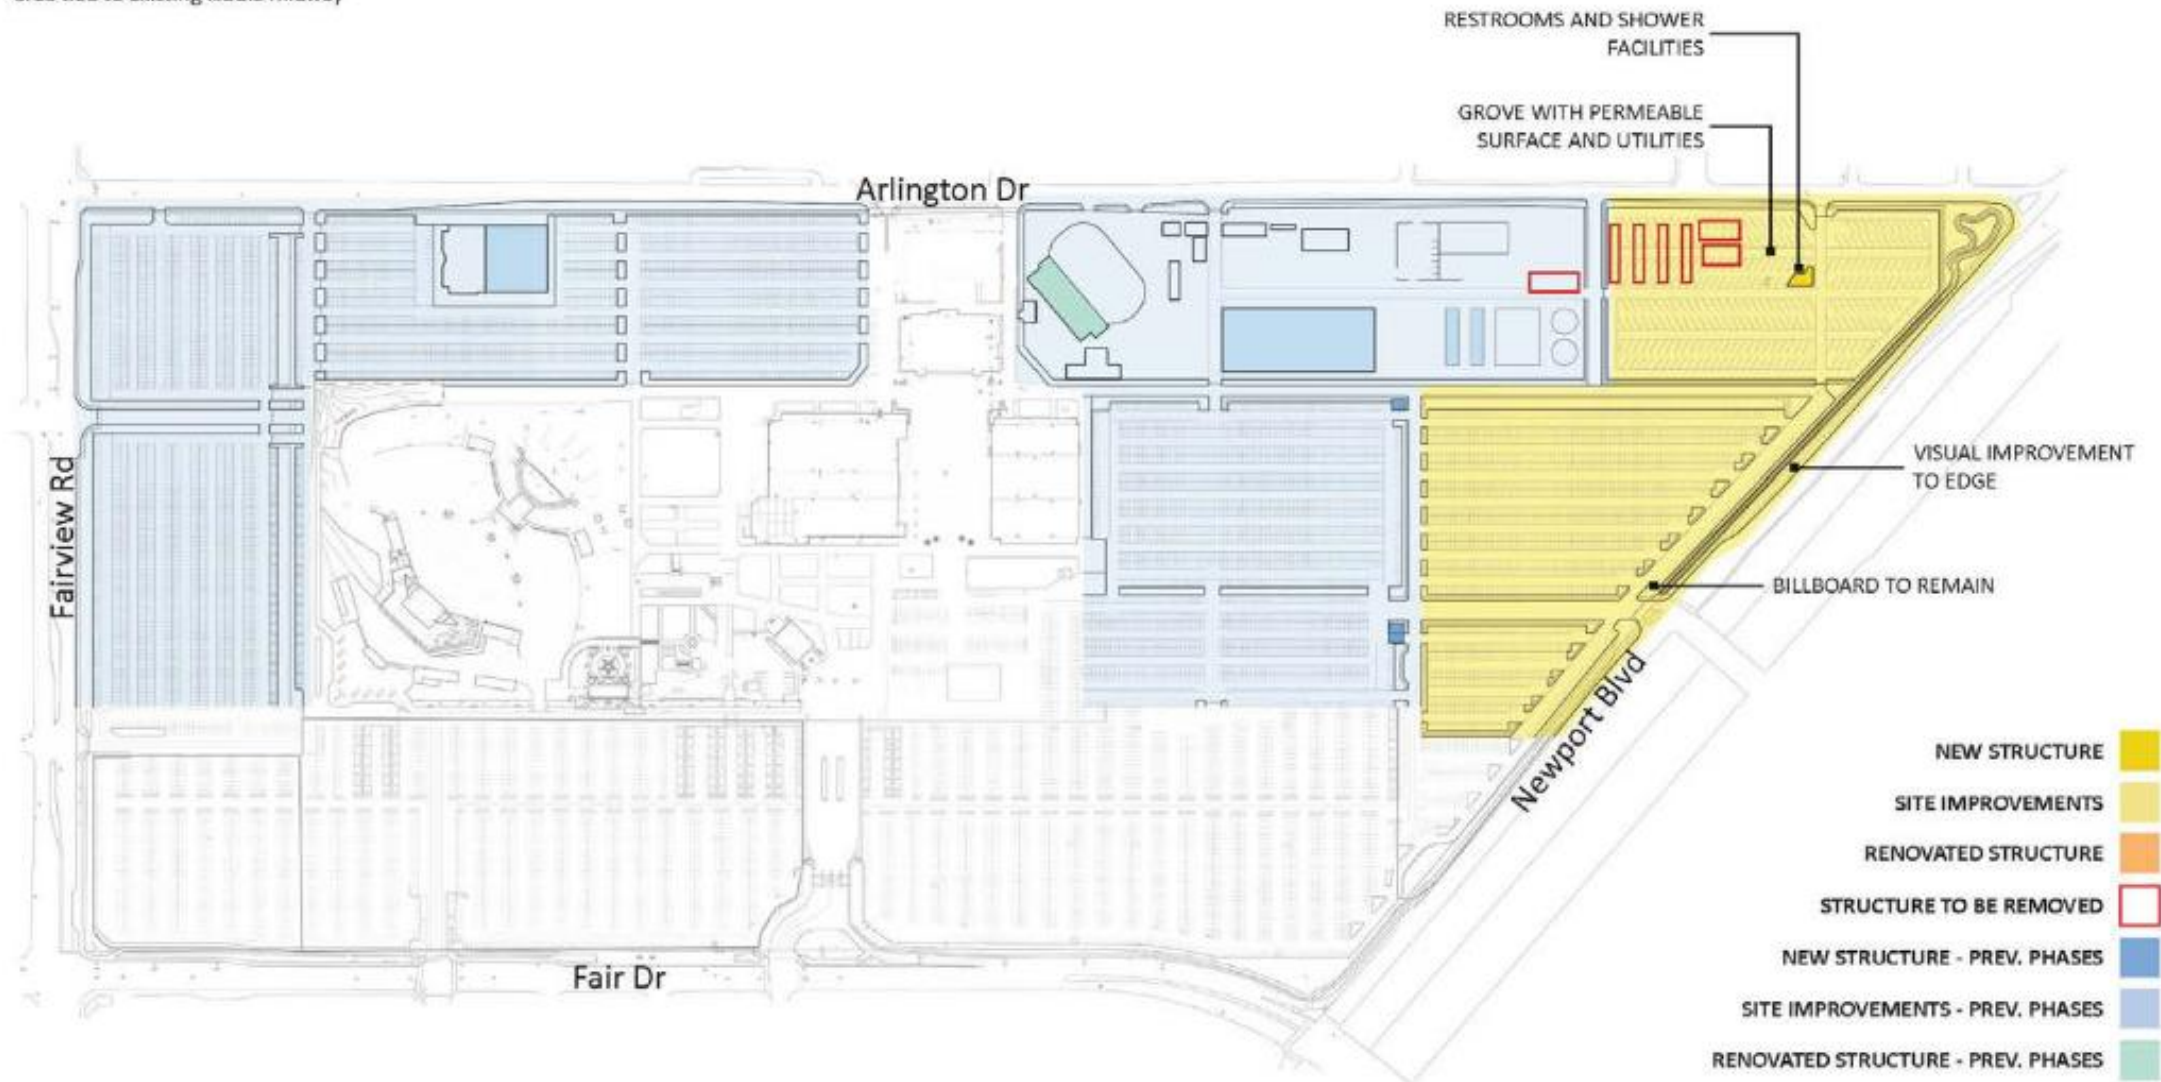 RESTROOMS AND SHOWER
FACILITIES
GROVE WITH PERMEABLE
SURFACE AND UTILITIES
Arlington Dr
Fairview Rd
VISUAL IMPROVEMENT
TO EDGE
BILLBOARD TO REMAIN
Newport Blvd
Fair Dr
NEW STRUCTURE
SITE IMPROVEMENTS
RENOVATED STRUCTURE
STRUCTURE TO BE REMOVED
NEW STRUCTURE - PREV. PHASES
SITE IMPROVEMENTS - PREV. PHASES
RENOVATED STRUCTURE - PREV. PHASES